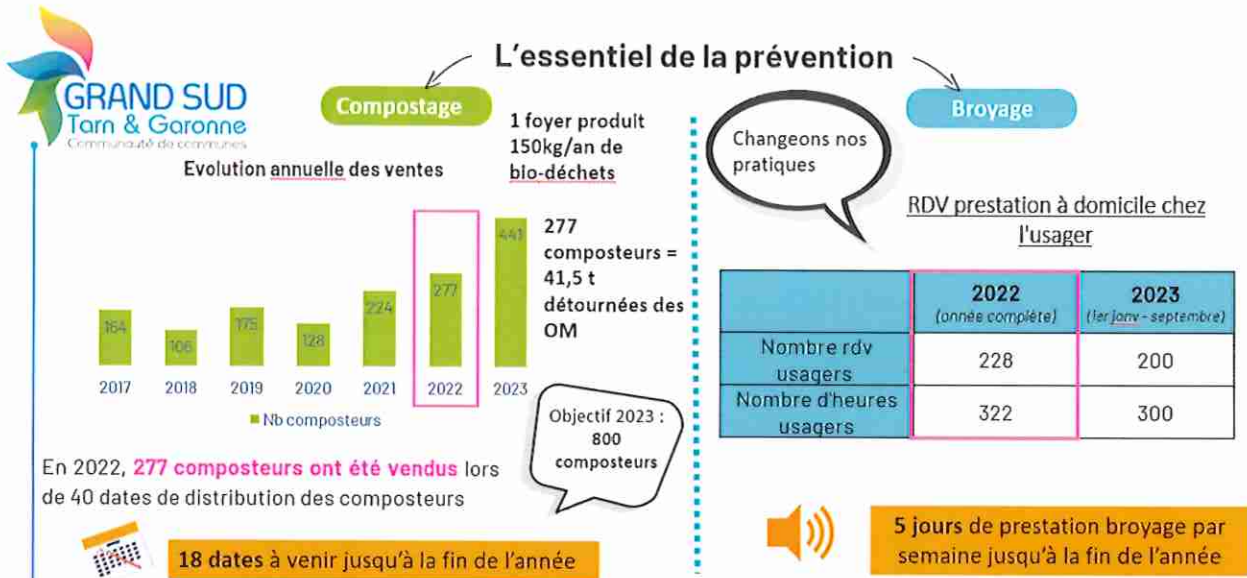 L'essentiel de la prévention
GRAND SUD
Tarn & Garonne
Communauté de communes
Compostage
1 foyer produit
150kg/an de
bio-déchets
Evolution annuelle des ventes
277
composteurs =
41,5 t
détournées des
OM
164
106
175
128
224
277
441
2017
2018
2019
2020
2021
2022
2023
Nb composteurs
Objectif 2023 :
800
composteurs
En 2022, 277 composteurs ont été vendus lors
de 40 dates de distribution des composteurs
18 dates à venir jusqu'à la fin de l'année
Broyage
Changeons nos
pratiques
RDV prestation à domicile chez
l'usager
2022 2023
(année complète) (1er janv - septembre)
Nombre rdv
usagers
228 200
Nombre d'heures
usagers
322 300
5 jours de prestation broyage par
semaine jusqu'à la fin de l'année